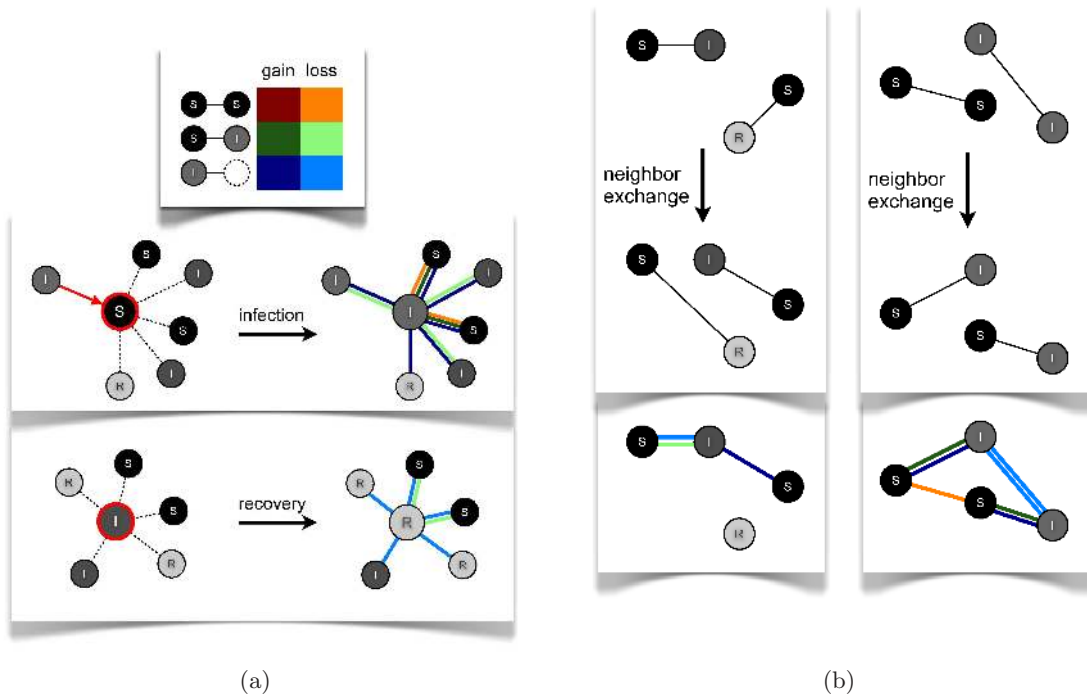 gain loss
S S
S I
I
I S I S I R S
infection
I S I S I R I
R S S R I I
recovery
S S R I R R
(a)
S I
S
R
neighbor
exchange
S I
S
R
S I
S
R
I
S
S
I
neighbor
exchange
I
S
S
I
I
S
S
I
(b)